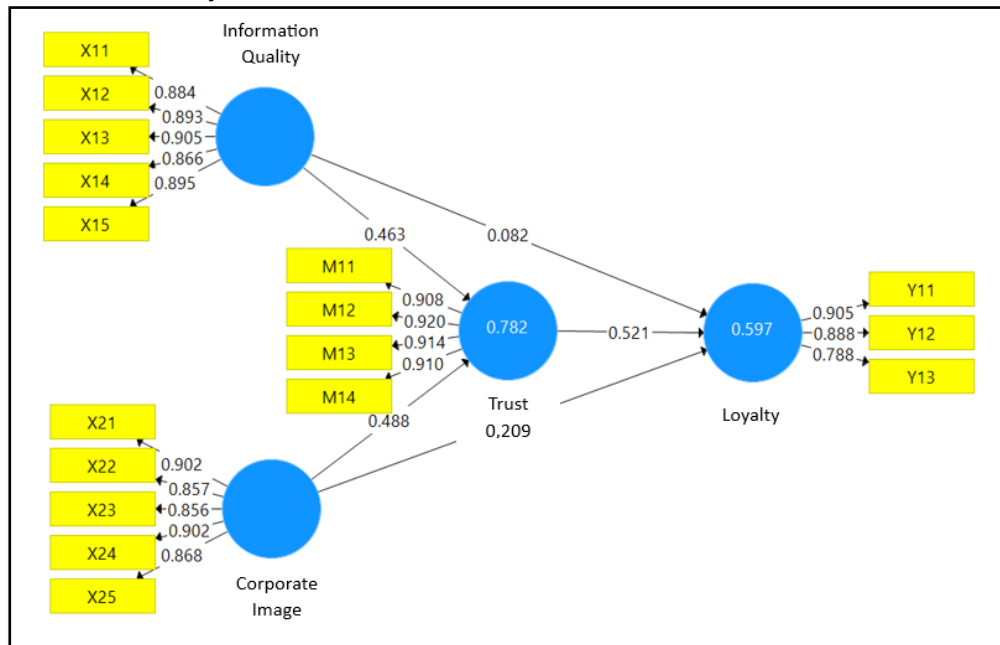 Information
Quality
X11
X12
X13
X14
X15
0.884
0.893
0.905
0.866
0.895
0.463
0.082
M11
M12
M13
M14
0.908
0.920
0.914
0.910
0.782
0.521
0.597
0.905
0.888
0.788
Y11
Y12
Y13
Trust
0,209
Loyalty
0.488
X21
X22
X23
X24
X25
0.902
0.857
0.856
0.902
0.868
Corporate
Image